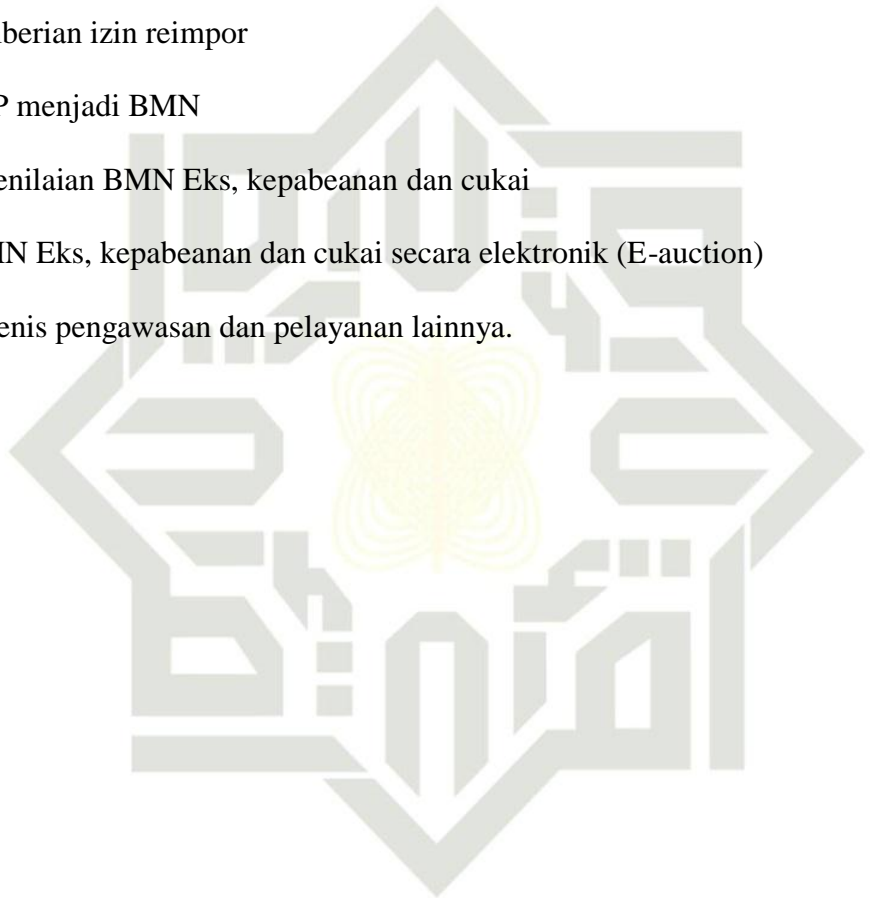 berian izin reimpor
P menjadi BMN
enilaian BMN Eks, kepabeanan dan cukai
N Eks, kepabeanan dan cukai secara elektronik (E-auction)
enis pengawasan dan pelayanan lainnya.